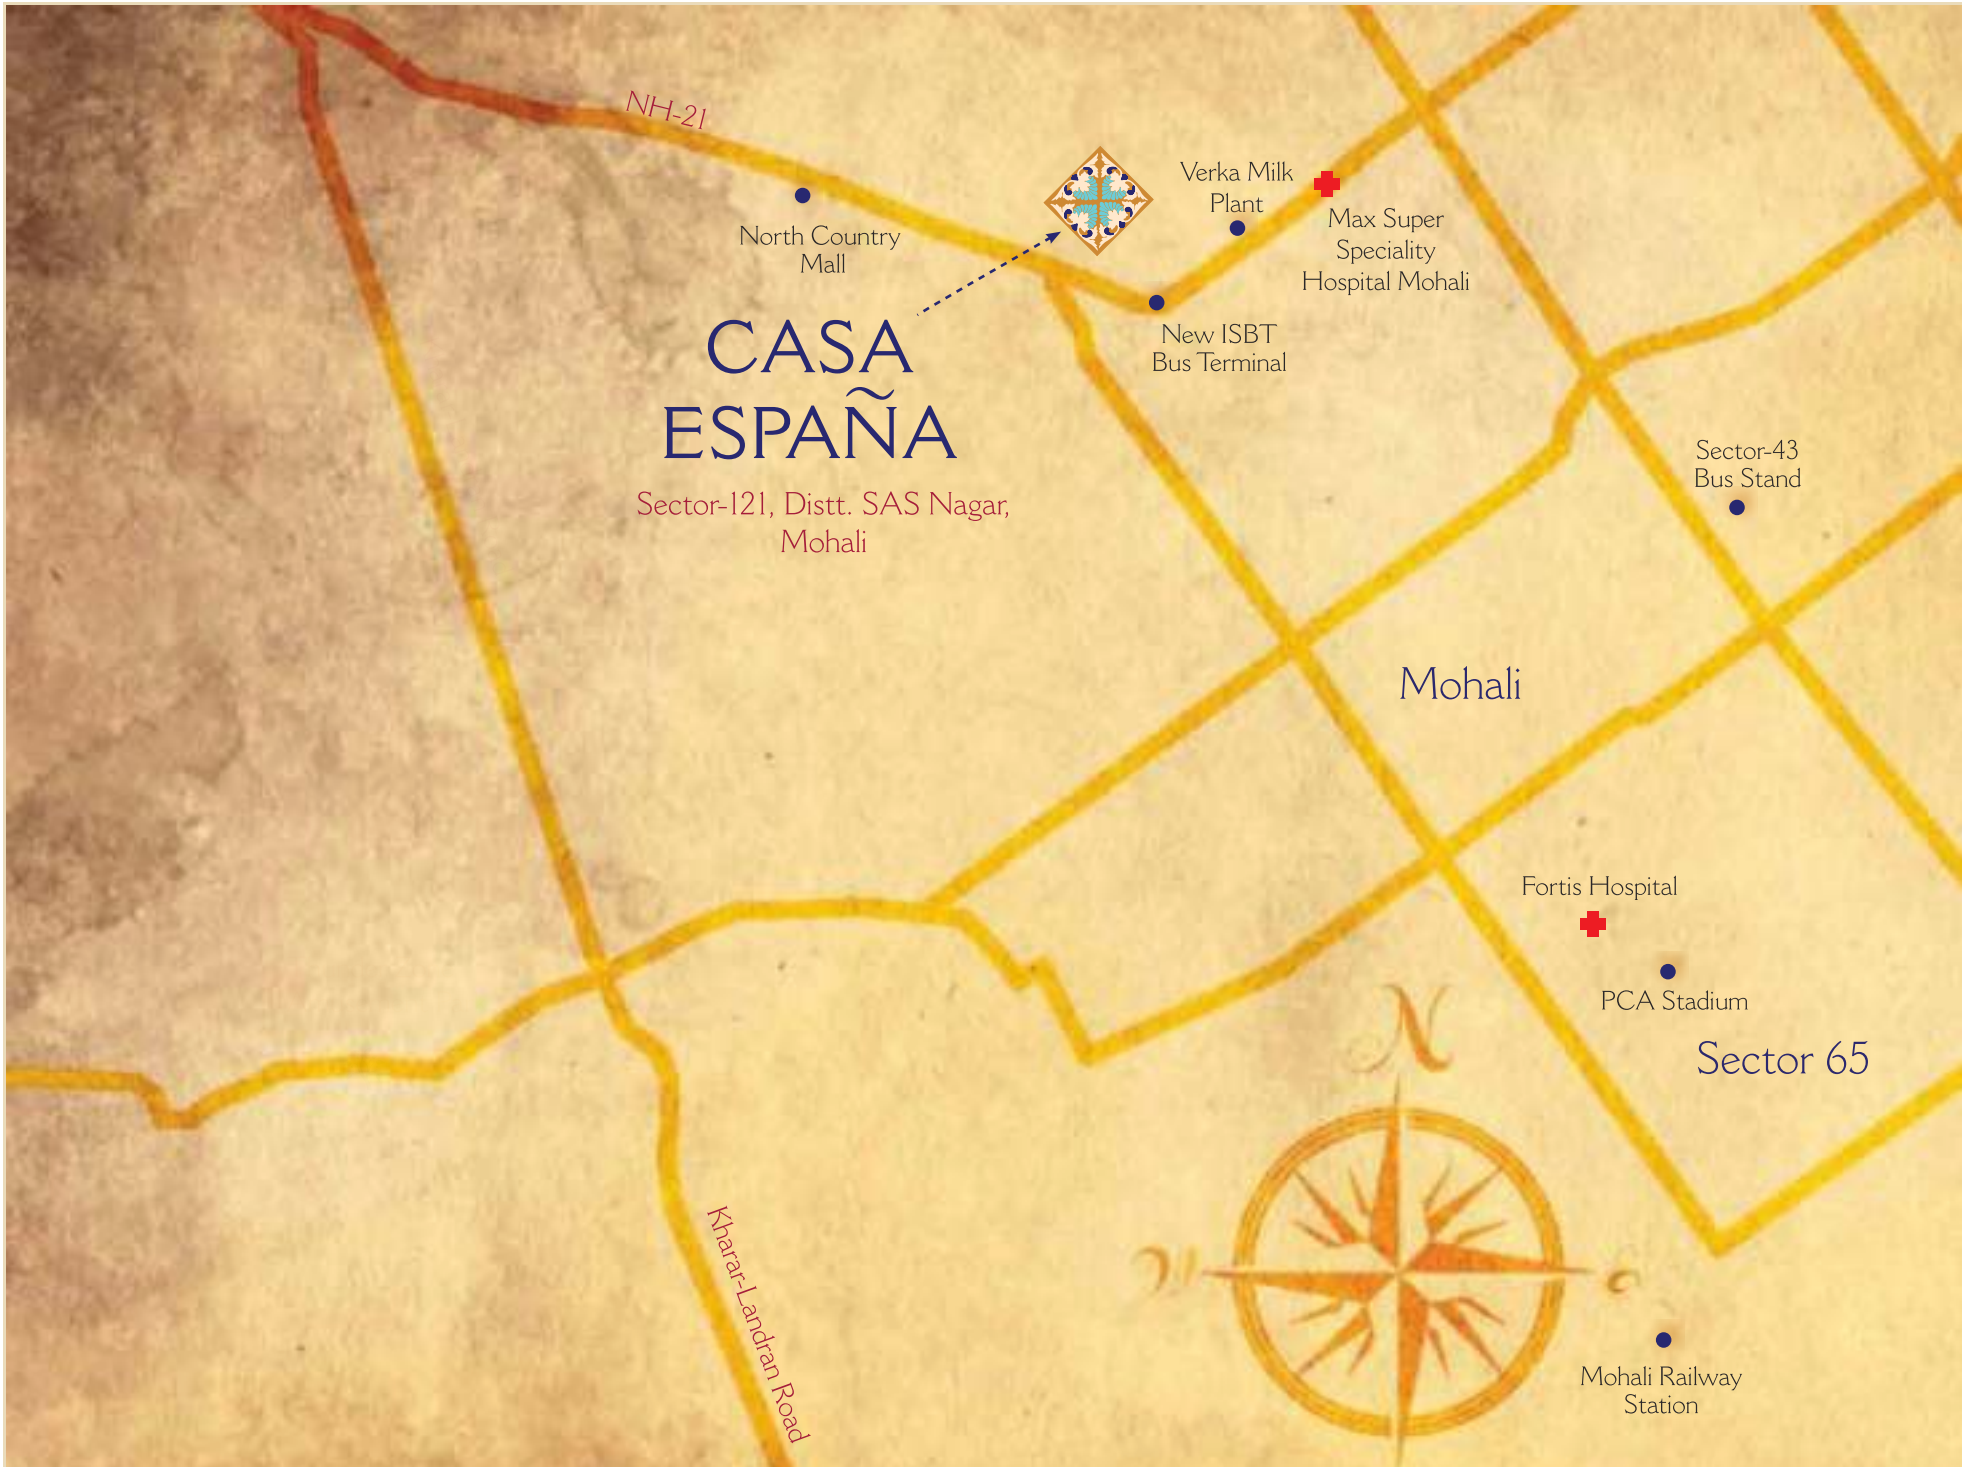 NH-21
Verka Milk
Plant
Max Super
Speciality
Hospital Mohali
North Country
Mall
New ISBT
Bus Terminal
CASA
ESPAÑA
Sector-121, Distt. SAS Nagar,
Mohali
Sector-43
Bus Stand
Mohali
Fortis Hospital
PCA Stadium
Sector 65
N
Kharar-Landran Road
Mohali Railway
Station